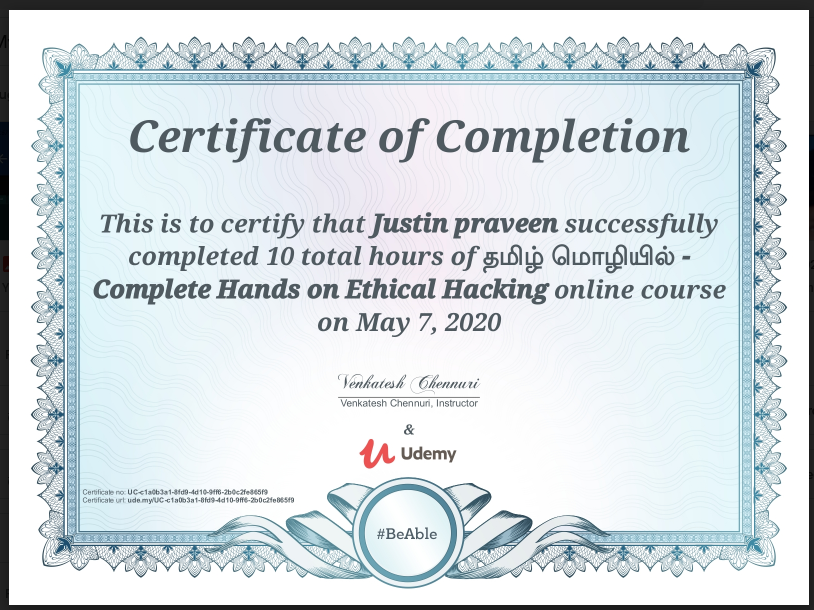 Certificate of Completion
This is to certify that Justin praveen successfully
completed 10 total hours of தமிழ் மொழியில் -
Complete Hands on Ethical Hacking online course
on May 7, 2020
Venkatesh Chennuri
Venkatesh Chennuri, Instructor
&
Udemy
Certificate no: UC-c1a0b3a1-8fd9-4d10-9ff6-2b0c2fe865f9
Certificate url: ude.my/UC-c1a0b3a1-8fd9-4d10-9ff6-2b0c2fe865f9
#BeAble